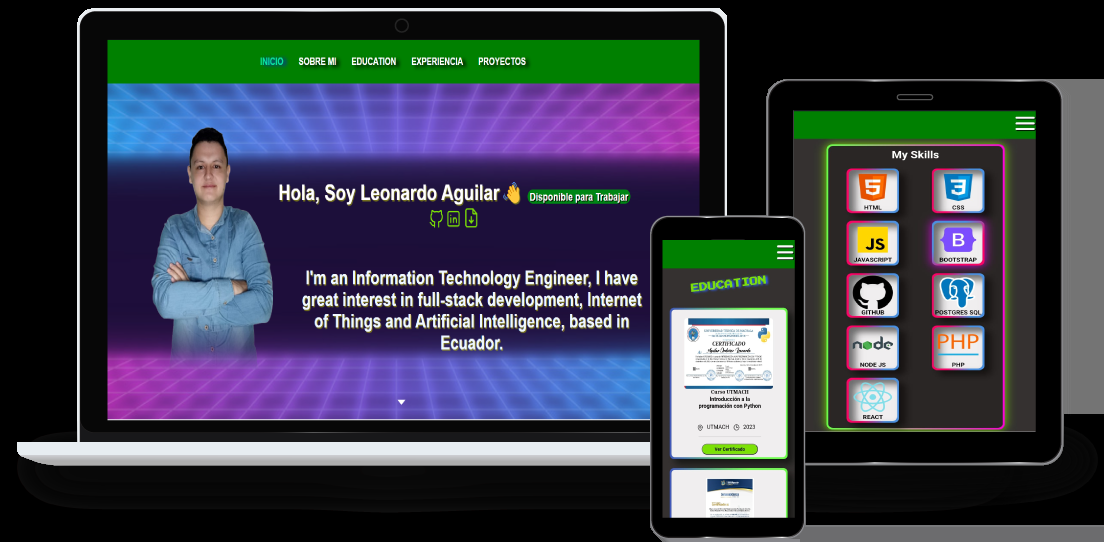 INICIO SOBRE MI EDUCATION EXPERIENCIA PROYECTOS
Hola, Soy Leonardo Aguilar 👋 Disponible para Trabajar
in
I'm an Information Technology Engineer, I have
great interest in full-stack development, Internet
of Things and Artificial Intelligence, based in
Ecuador.
EDUCATION
CERTIFICADO
Curso UTMACH
Introducción a la
programación con Python
UTMACH 2023
Ver Certificado
My Skills
5 3
HTML CSS
JS B
JAVASCRIPT BOOTSTRAP
GITHUB POSTGRES SQL
node PHP
NODE JS PHP
REACT